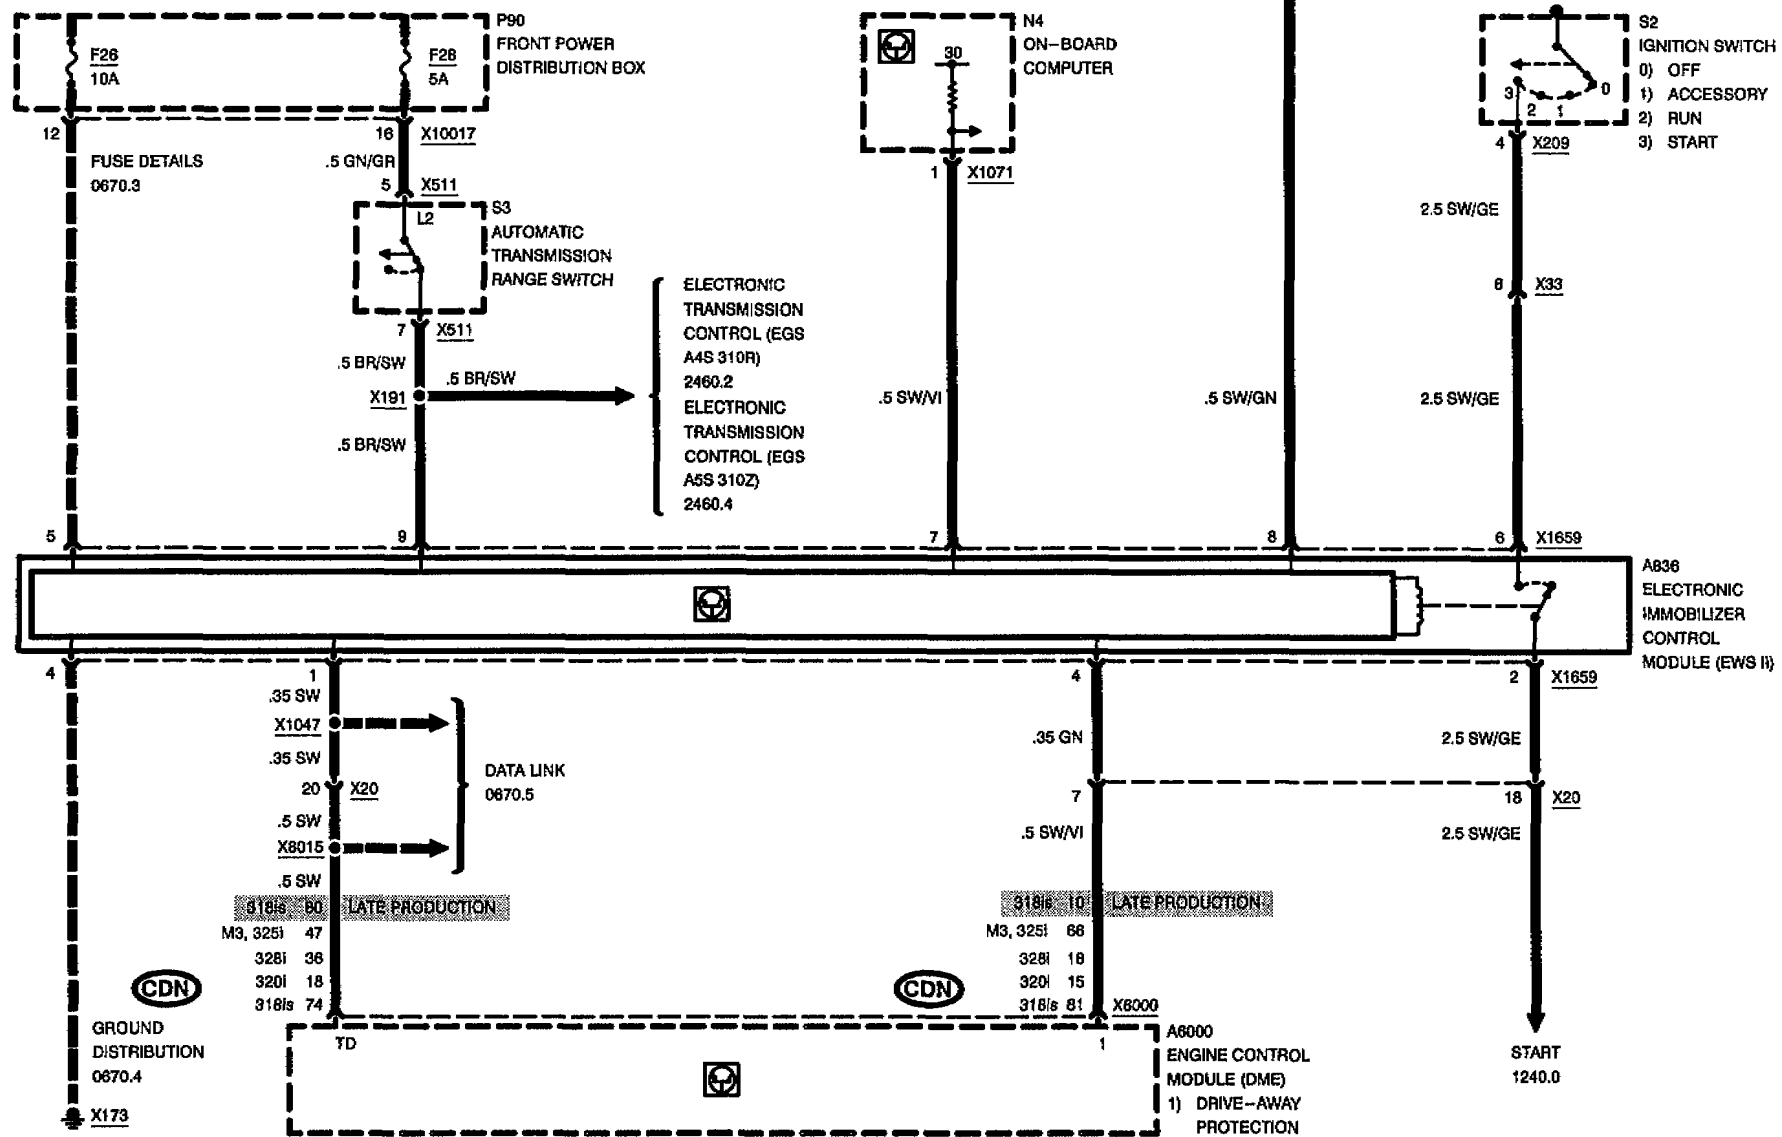 F26
10A
F28
5A
P90
FRONT POWER
DISTRIBUTION BOX
30
N4
ON-BOARD
COMPUTER
3
2
1
0
S2
IGNITION SWITCH
0) OFF
1) ACCESSORY
2) RUN
3) START
12
16 X10017
FUSE DETAILS
0670.3
.5 GN/GR
5 X511
1 X1071
4 X209
L2
S3
AUTOMATIC
TRANSMISSION
RANGE SWITCH
7 X511
.5 BR/SW
X191
.5 BR/SW
.5 BR/SW
ELECTRONIC
TRANSMISSION
CONTROL (EGS
A4S 310R)
2460.2
ELECTRONIC
TRANSMISSION
CONTROL (EGS
A5S 310Z)
2460.4
.5 SW/VI
.5 SW/GN
2.5 SW/GE
6 X33
2.5 SW/GE
5
9
7
8
6 X1659
A836
ELECTRONIC
IMMOBILIZER
CONTROL
MODULE (EWS II)
4
1
4
2 X1659
.35 SW
X1047
.35 SW
20 X20
.5 SW
X8015
.5 SW
DATA LINK
0670.5
.35 GN
7
.5 SW/VI
2.5 SW/GE
18 X20
2.5 SW/GE
318is 80 LATE PRODUCTION
M3, 325i 47
328i 36
320i 18
318is 74
CDN
318is 10 LATE PRODUCTION
M3, 325i 66
328i 18
320i 15
318is 81 X6000
CDN
GROUND
DISTRIBUTION
0670.4
X173
TD
1
A6000
ENGINE CONTROL
MODULE (DME)
1) DRIVE-AWAY
PROTECTION
START
1240.0